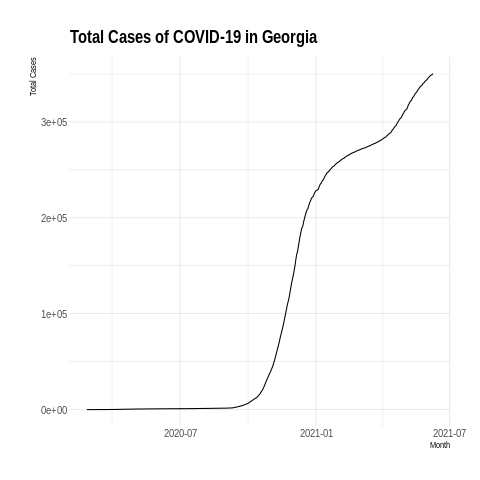 Total Cases of COVID-19 in Georgia
Total Cases
3e+05
2e+05
1e+05
0e+00
2020-07
2021-01
2021-07
Month